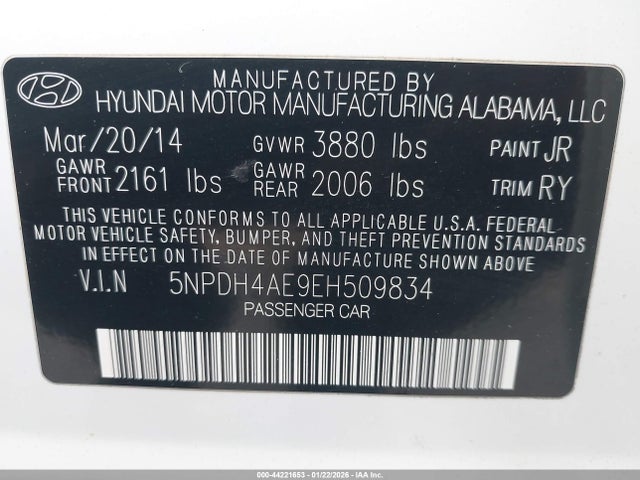 MANUFACTURED BY
HYUNDAI MOTOR MANUFACTURING ALABAMA, LLC
Mar/20/14 GVWR 3880 lbs PAINT JR
GAWR FRONT 2161 lbs GAWR REAR 2006 lbs TRIM RY
THIS VEHICLE CONFORMS TO ALL APPLICABLE U.S.A. FEDERAL
MOTOR VEHICLE SAFETY, BUMPER, AND THEFT PREVENTION STANDARDS
IN EFFECT ON THE DATE OF MANUFACTURE SHOWN ABOVE
V.I.N 5NPDH4AE9EH509834
PASSENGER CAR
000-44221653 - 01/22/2026 - IAA, Inc.